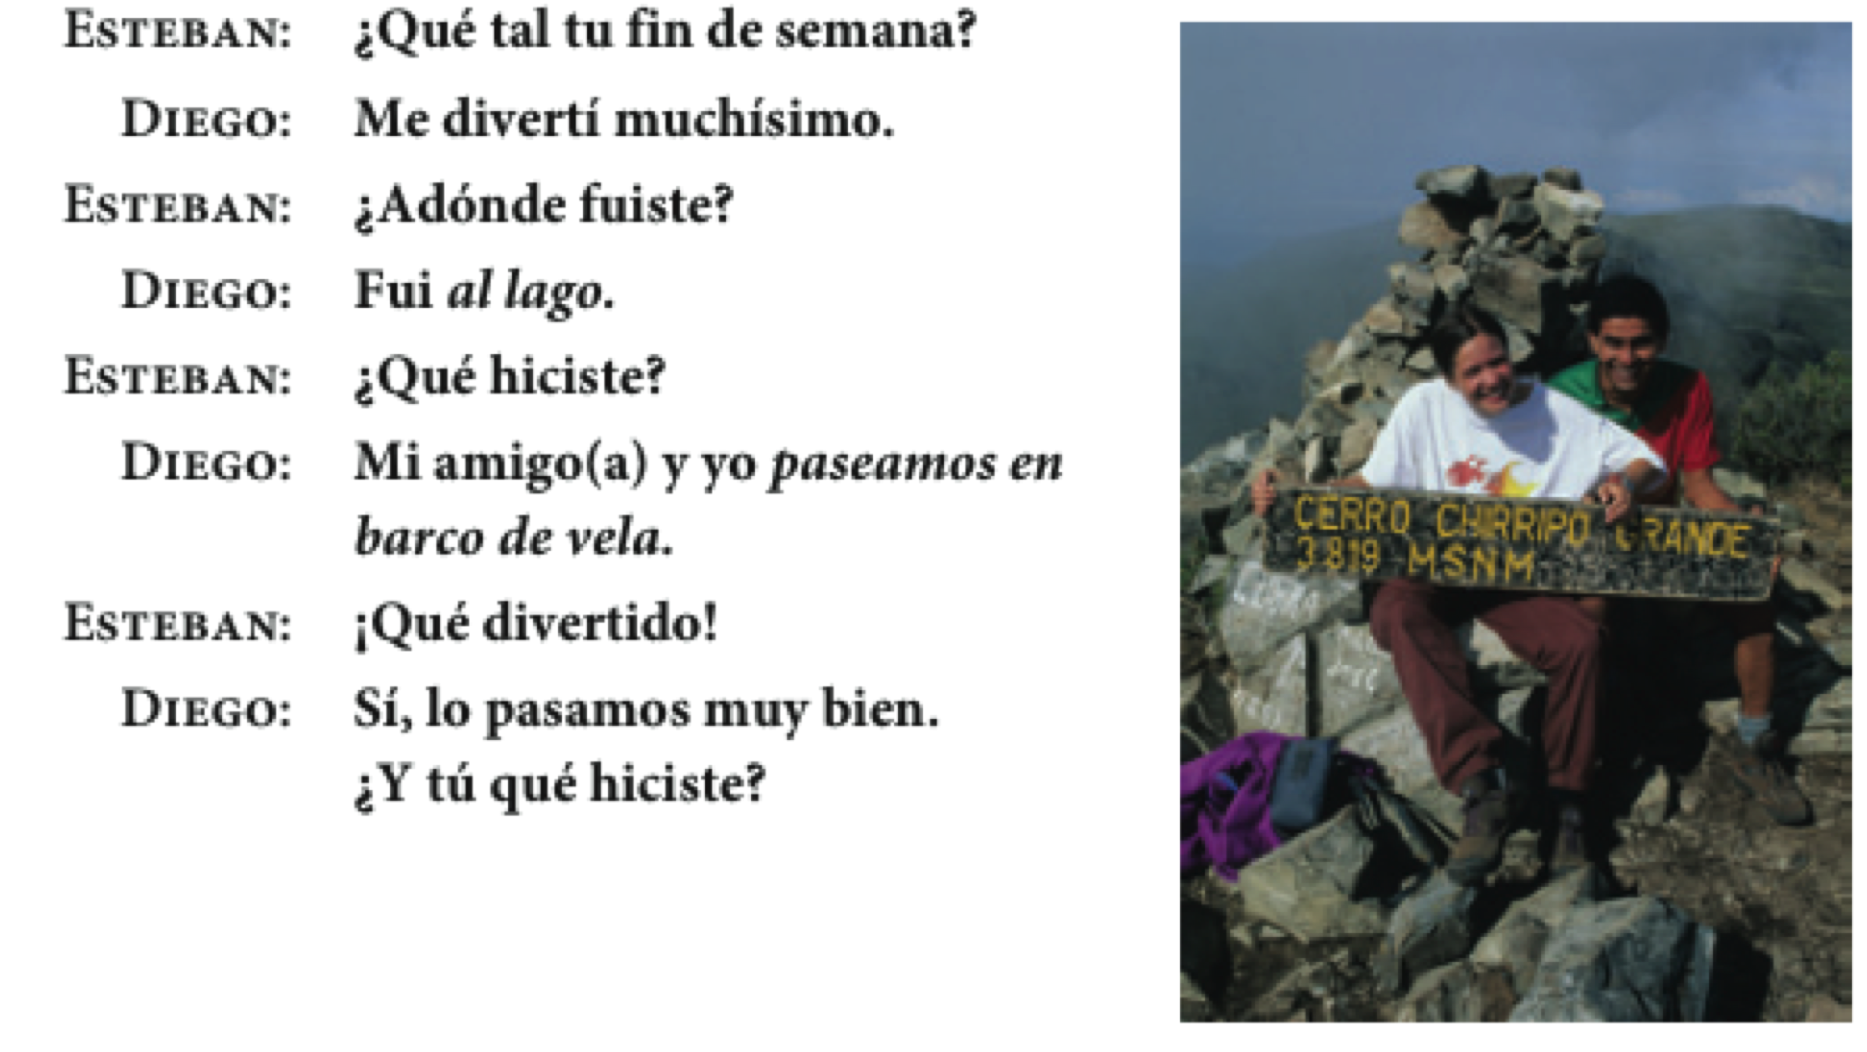 ESTEBAN: ¿Qué tal tu fin de semana?
DIEGO: Me divertí muchísimo.
ESTEBAN: ¿Adónde fuiste?
DIEGO: Fui al lago.
ESTEBAN: ¿Qué hiciste?
DIEGO: Mi amigo(a) y yo paseamos en
barco de vela.
ESTEBAN: ¡Qué divertido!
DIEGO: Sí, lo pasamos muy bien.
¿Y tú qué hiciste?
CERRO CHIRRIPO GRANDE
3.819 M.S.N.M.